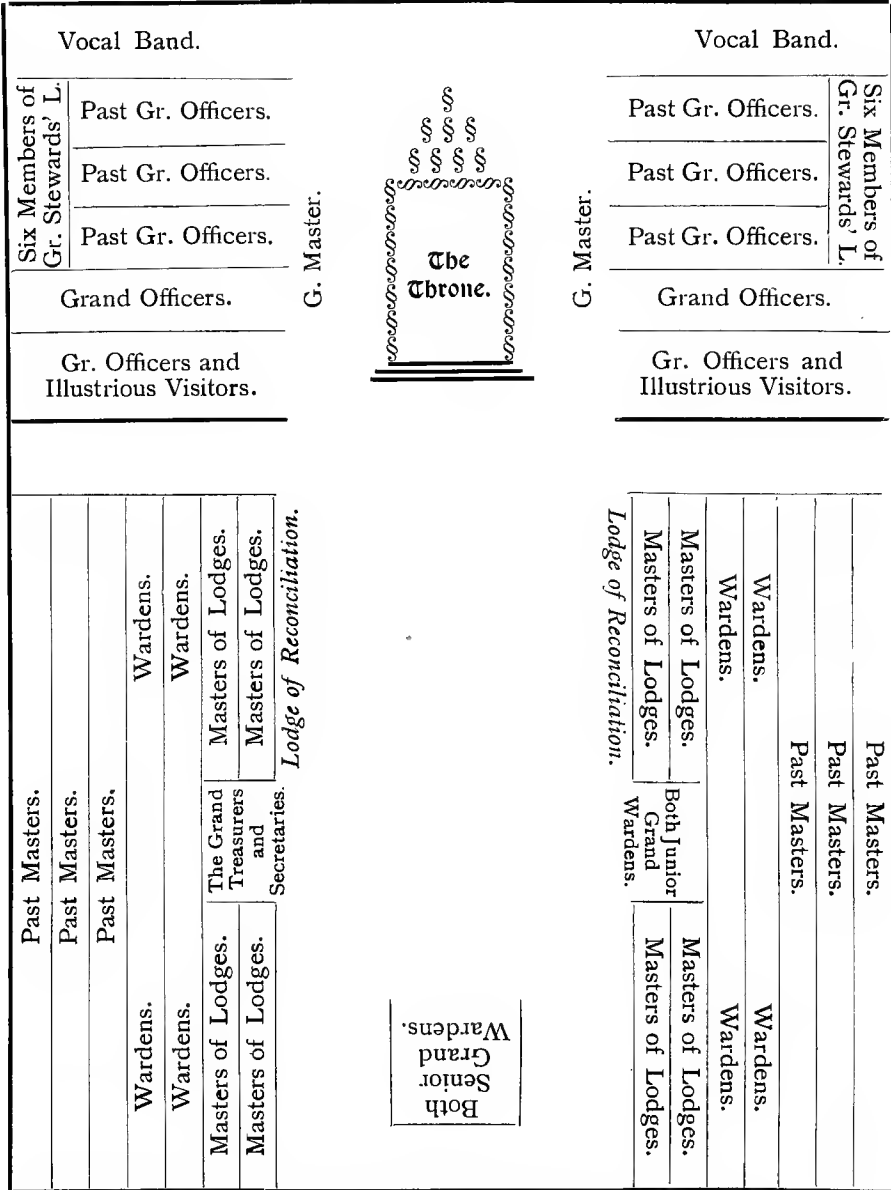 Vocal Band.
Six Members of
Gr. Stewards' L.
Past Gr. Officers.
Past Gr. Officers.
Past Gr. Officers.
Grand Officers.
Gr. Officers and
Illustrious Visitors.
G. Master.
§
§ § §
§ § § §
The
Throne.
G. Master.
Vocal Band.
Past Gr. Officers.
Past Gr. Officers.
Past Gr. Officers.
Six Members of
Gr. Stewards' L.
Grand Officers.
Gr. Officers and
Illustrious Visitors.
Past Masters.
Past Masters.
Past Masters.
Wardens.
Wardens.
Wardens.
Wardens.
Masters of Lodges.
Masters of Lodges.
Lodge of Reconciliation.
The Grand
Treasurers
and
Secretaries.
Masters of Lodges.
Masters of Lodges.
Both
Senior
Grand
Wardens.
Lodge of Reconciliation.
Masters of Lodges.
Masters of Lodges.
Both Junior
Grand
Wardens.
Masters of Lodges.
Masters of Lodges.
Wardens.
Wardens.
Wardens.
Wardens.
Past Masters.
Past Masters.
Past Masters.